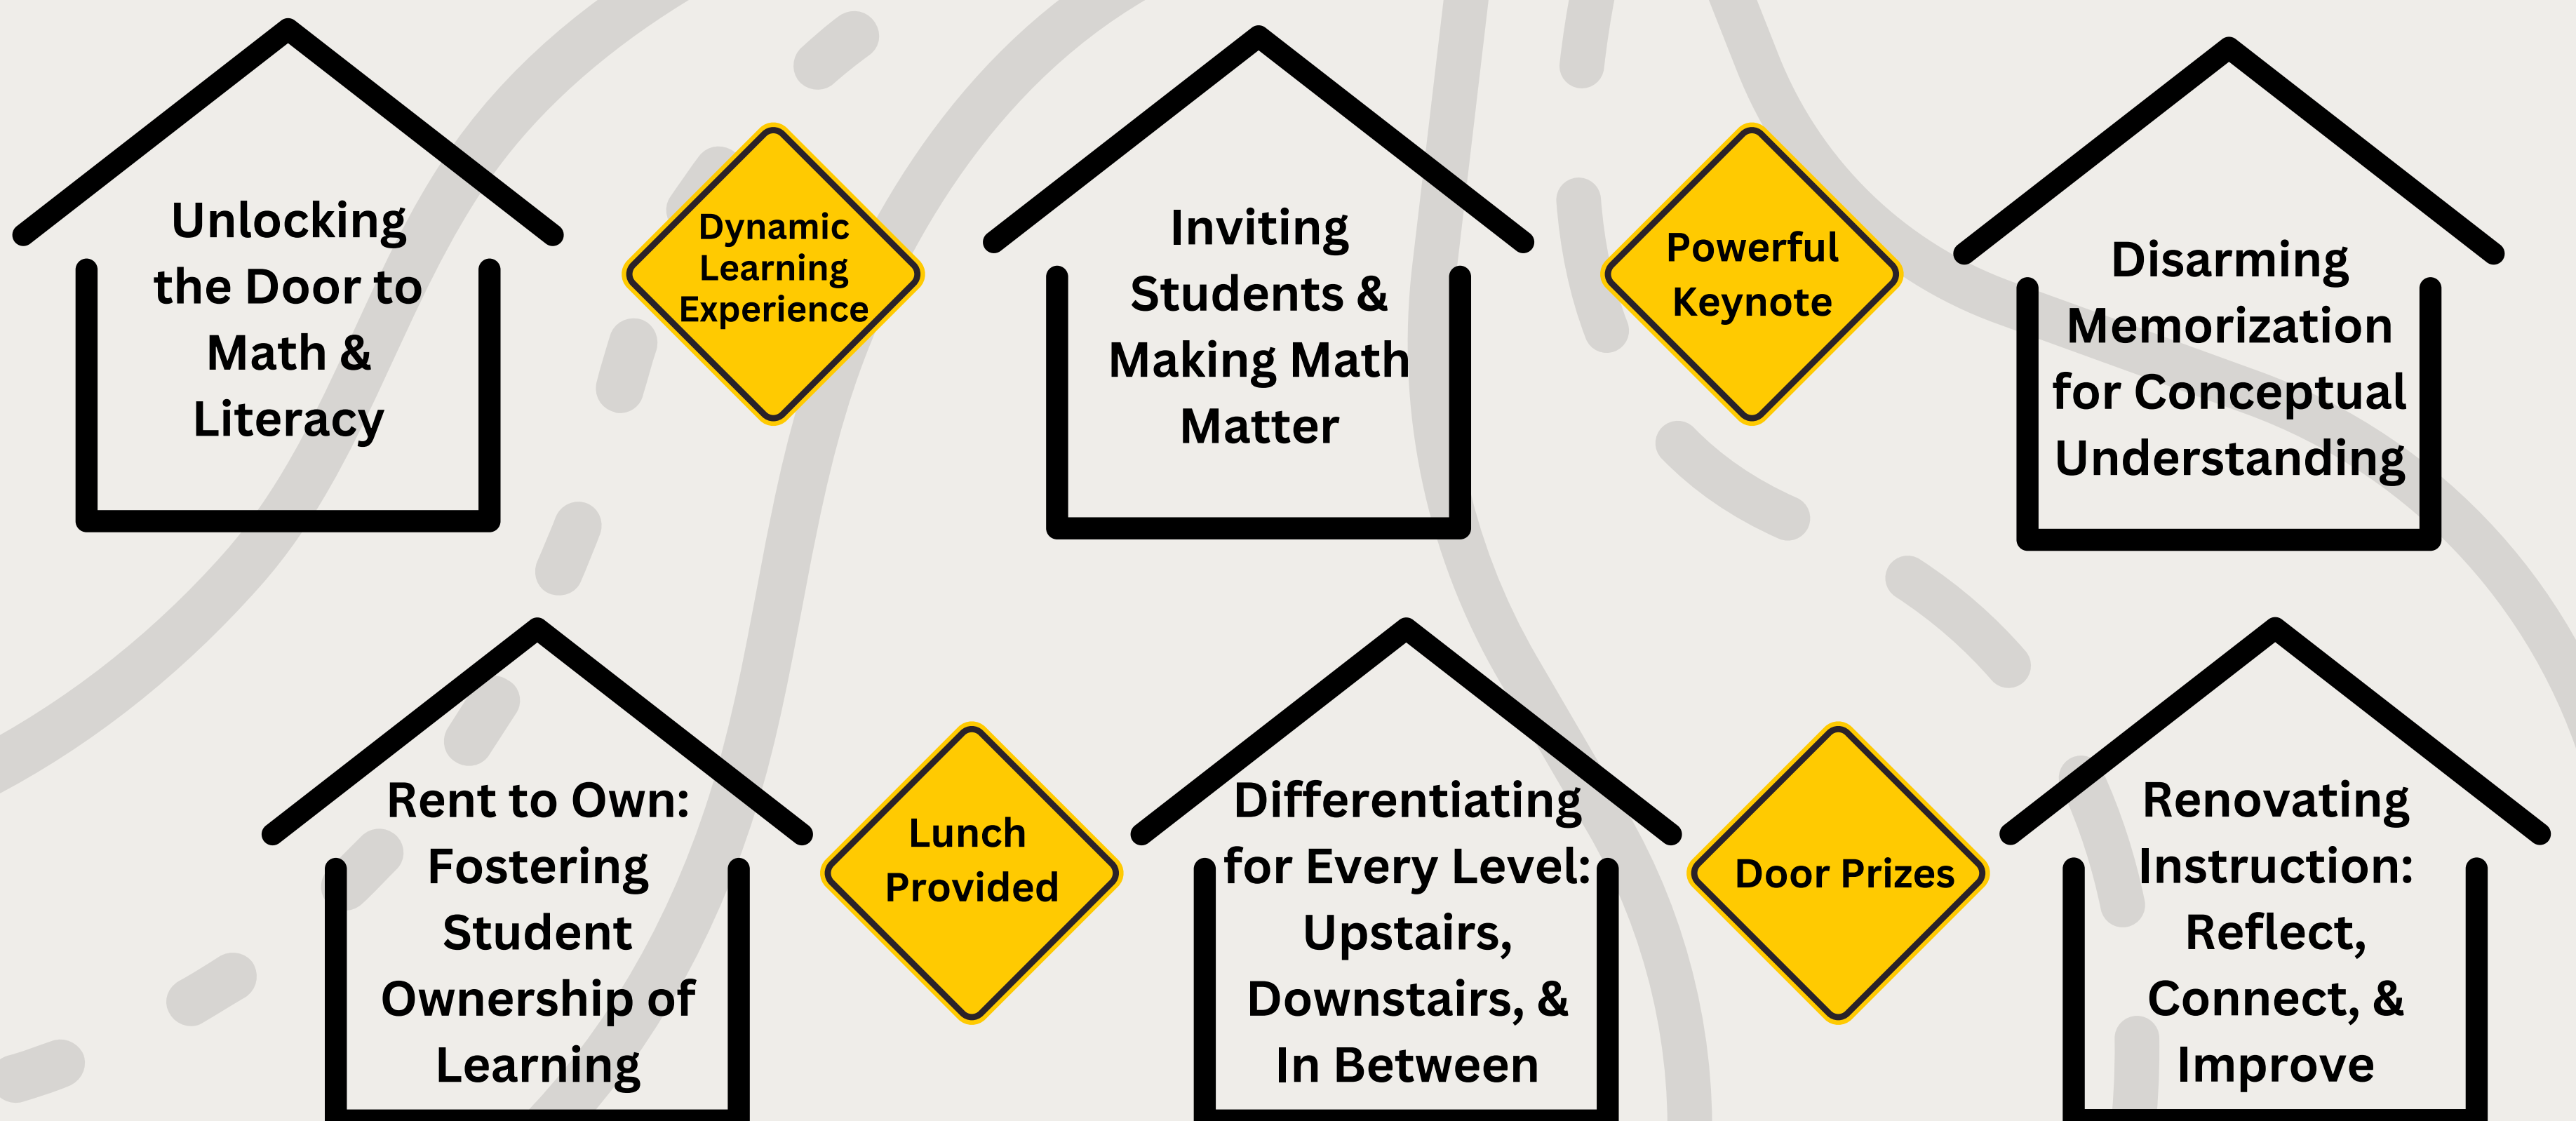 Unlocking
the Door to
Math &
Literacy
Dynamic
Learning
Experience
Inviting
Students &
Making Math
Matter
Powerful
Keynote
Disarming
Memorization
for Conceptual
Understanding
Rent to Own:
Fostering
Student
Ownership of
Learning
Lunch
Provided
Differentiating
for Every Level:
Upstairs,
Downstairs, &
In Between
Door Prizes
Renovating
Instruction:
Reflect,
Connect, &
Improve